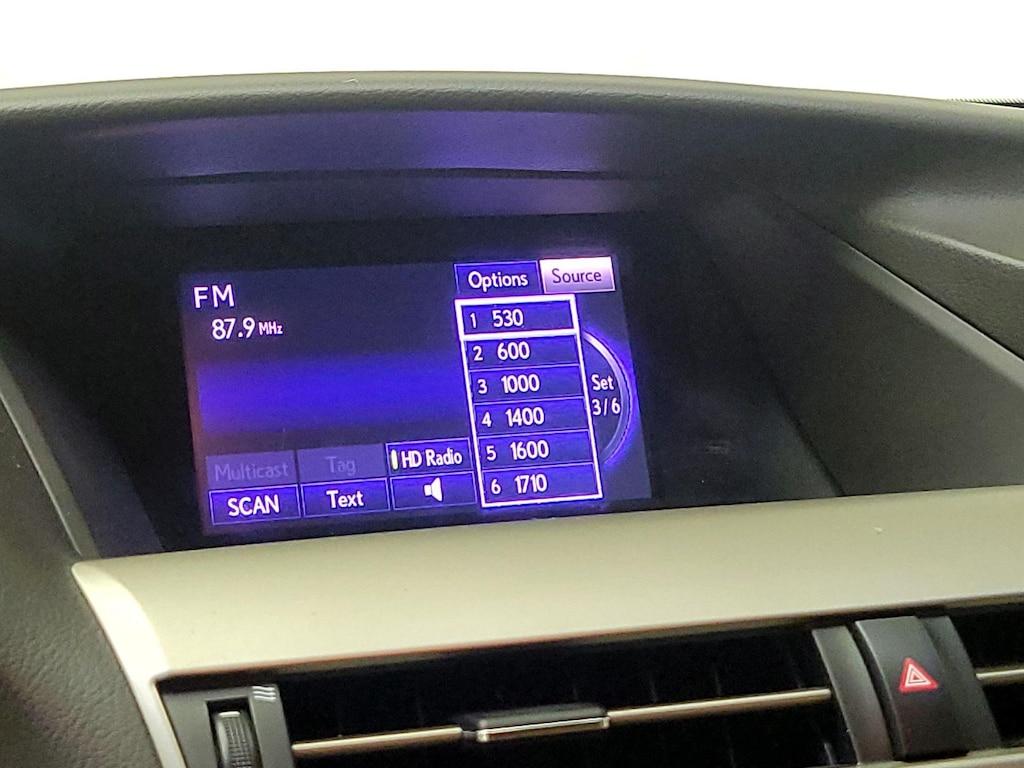 FM
87.9 MHz
Options
Source
1 530
2 600
3 1000
4 1400
5 1600
6 1710
Set
3/6
Multicast
Tag
HD Radio
SCAN
Text